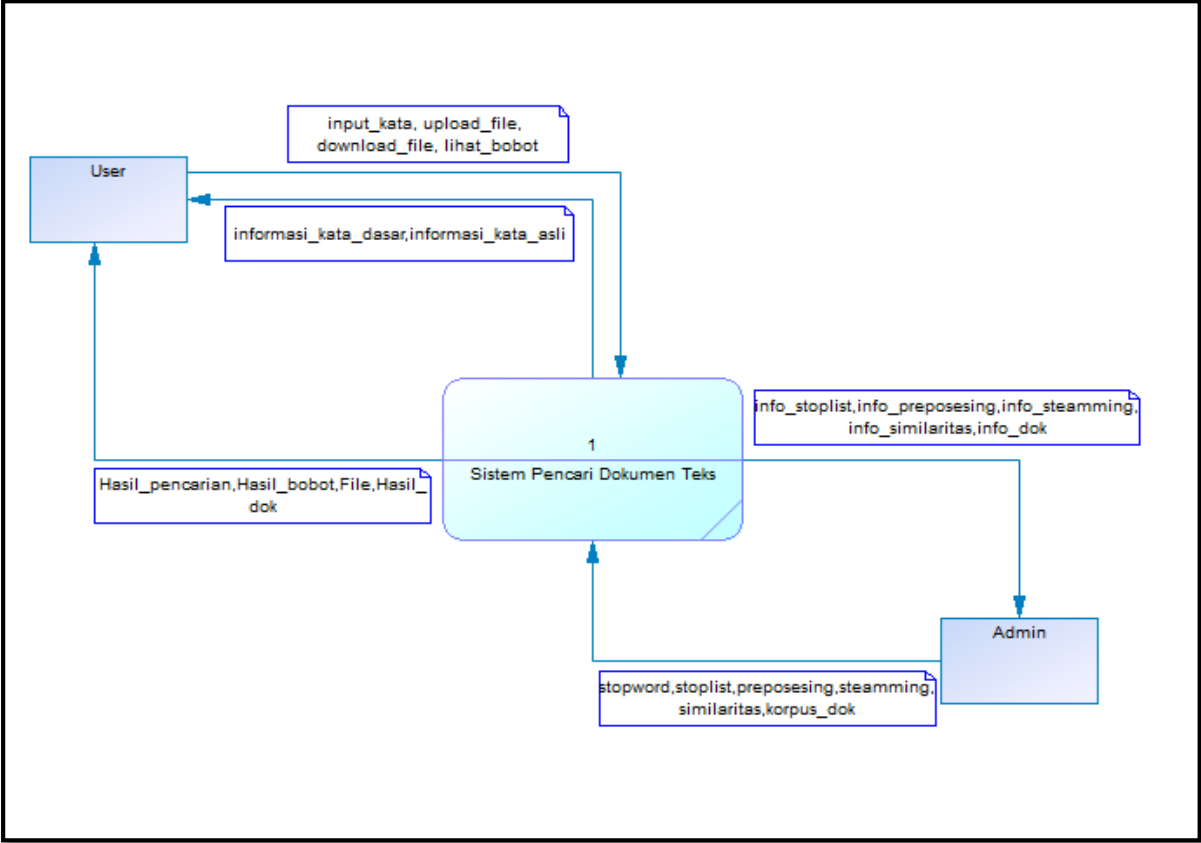 input_kata, upload_file,
download_file, lihat_bobot
User
informasi_kata_dasar,informasi_kata_asli
info_stoplist,info_preposesing,info_steamming,
info_similaritas,info_dok
1
Sistem Pencari Dokumen Teks
Hasil_pencarian,Hasil_bobot,File,Hasil_
dok
Admin
stopword,stoplist,preposesing,steamming,
similaritas,korpus_dok